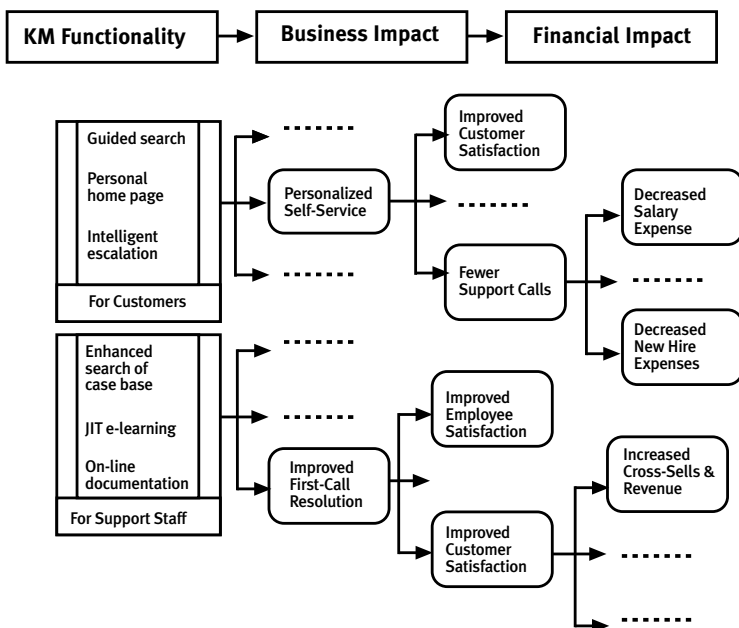 KM Functionality
Business Impact
Financial Impact
Guided search
Personal
home page
Intelligent
escalation
For Customers
Personalized
Self-Service
Improved
Customer
Satisfaction
Fewer
Support Calls
Decreased
Salary
Expense
Decreased
New Hire
Expenses
Enhanced
search of
case base
JIT e-learning
On-line
documentation
For Support Staff
Improved
First-Call
Resolution
Improved
Employee
Satisfaction
Improved
Customer
Satisfaction
Increased
Cross-Sells &
Revenue